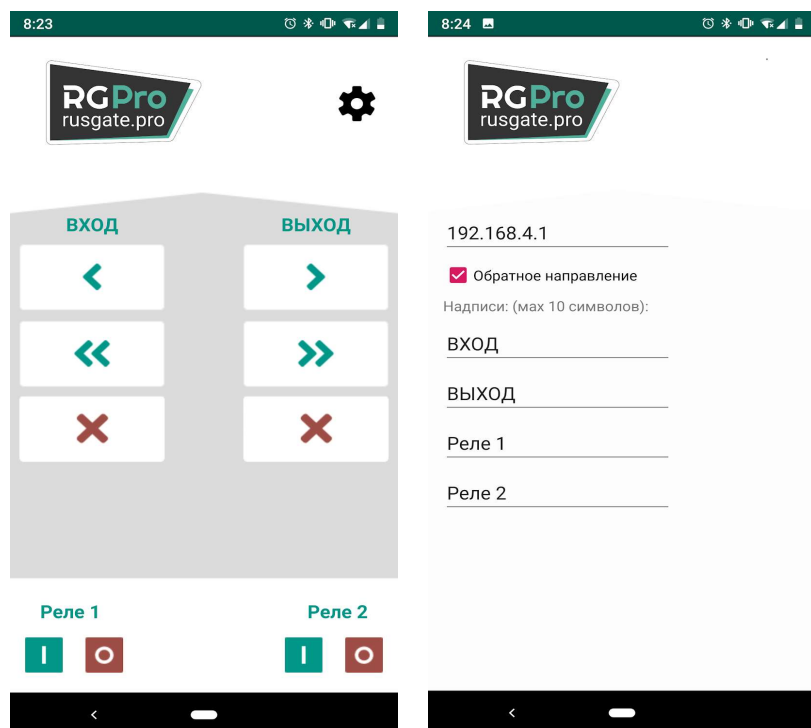 8:23
RGPro
rusgate.pro
ВХОД
ВЫХОД
Реле 1
Реле 2
I O
I O
8:24
RGPro
rusgate.pro
192.168.4.1
Обратное направление
Надписи: (мах 10 символов):
ВХОД
ВЫХОД
Реле 1
Реле 2